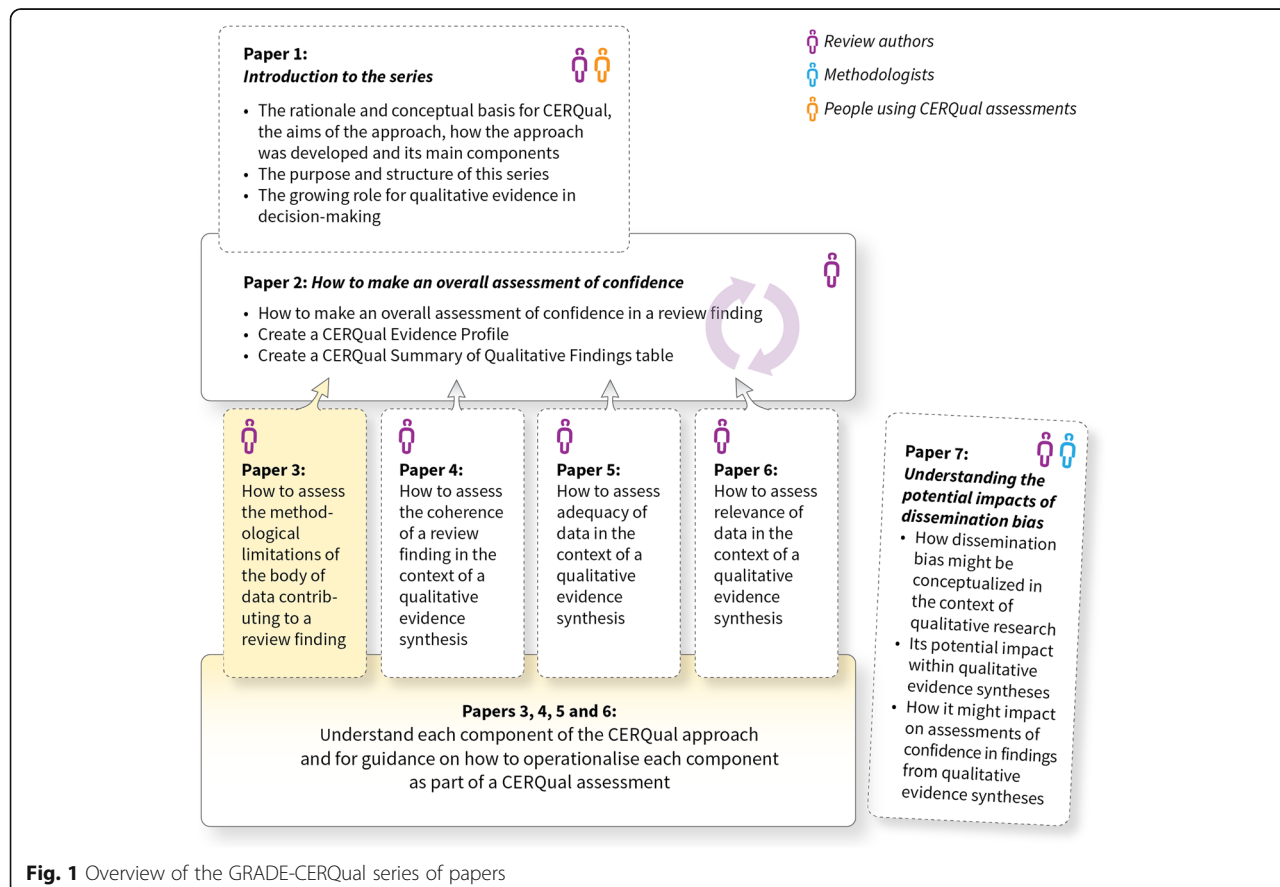 Paper 1:
Introduction to the series
• The rationale and conceptual basis for CERQual,
the aims of the approach, how the approach
was developed and its main components
• The purpose and structure of this series
• The growing role for qualitative evidence in
decision-making
Review authors
Methodologists
People using CERQual assessments
Paper 2: How to make an overall assessment of confidence
• How to make an overall assessment of confidence in a review finding
• Create a CERQual Evidence Profile
• Create a CERQual Summary of Qualitative Findings table
Paper 3:
How to assess
the method-
ological
limitations of
the body of
data contrib-
uting to a
review finding
Paper 4:
How to assess
the coherence
of a review
finding in the
context of a
qualitative
evidence
synthesis
Paper 5:
How to assess
adequacy of
data in the
context of a
qualitative
evidence
synthesis
Paper 6:
How to assess
relevance of
data in the
context of a
qualitative
evidence
synthesis
Paper 7:
Understanding the
potential impacts of
dissemination bias
• How dissemination
bias might be
conceptualized in
the context of
qualitative research
• Its potential impact
within qualitative
evidence syntheses
• How it might impact
on assessments of
confidence in findings
from qualitative
evidence syntheses
Papers 3, 4, 5 and 6:
Understand each component of the CERQual approach
and for guidance on how to operationalise each component
as part of a CERQual assessment
Fig. 1 Overview of the GRADE-CERQual series of papers